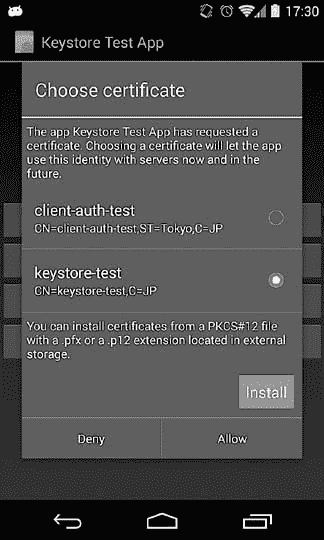 17:30
Keystore Test App
Choose certificate
The app Keystore Test App has requested a
certificate. Choosing a certificate will let the app
use this identity with servers now and in the
future.
client-auth-test
CN=client-auth-test,ST=Tokyo,C=JP
keystore-test
CN=keystore-test,C=JP
You can install certificates from a PKCS#12 file
with a .pfx or a .p12 extension located in external
storage.
Install
Deny
Allow